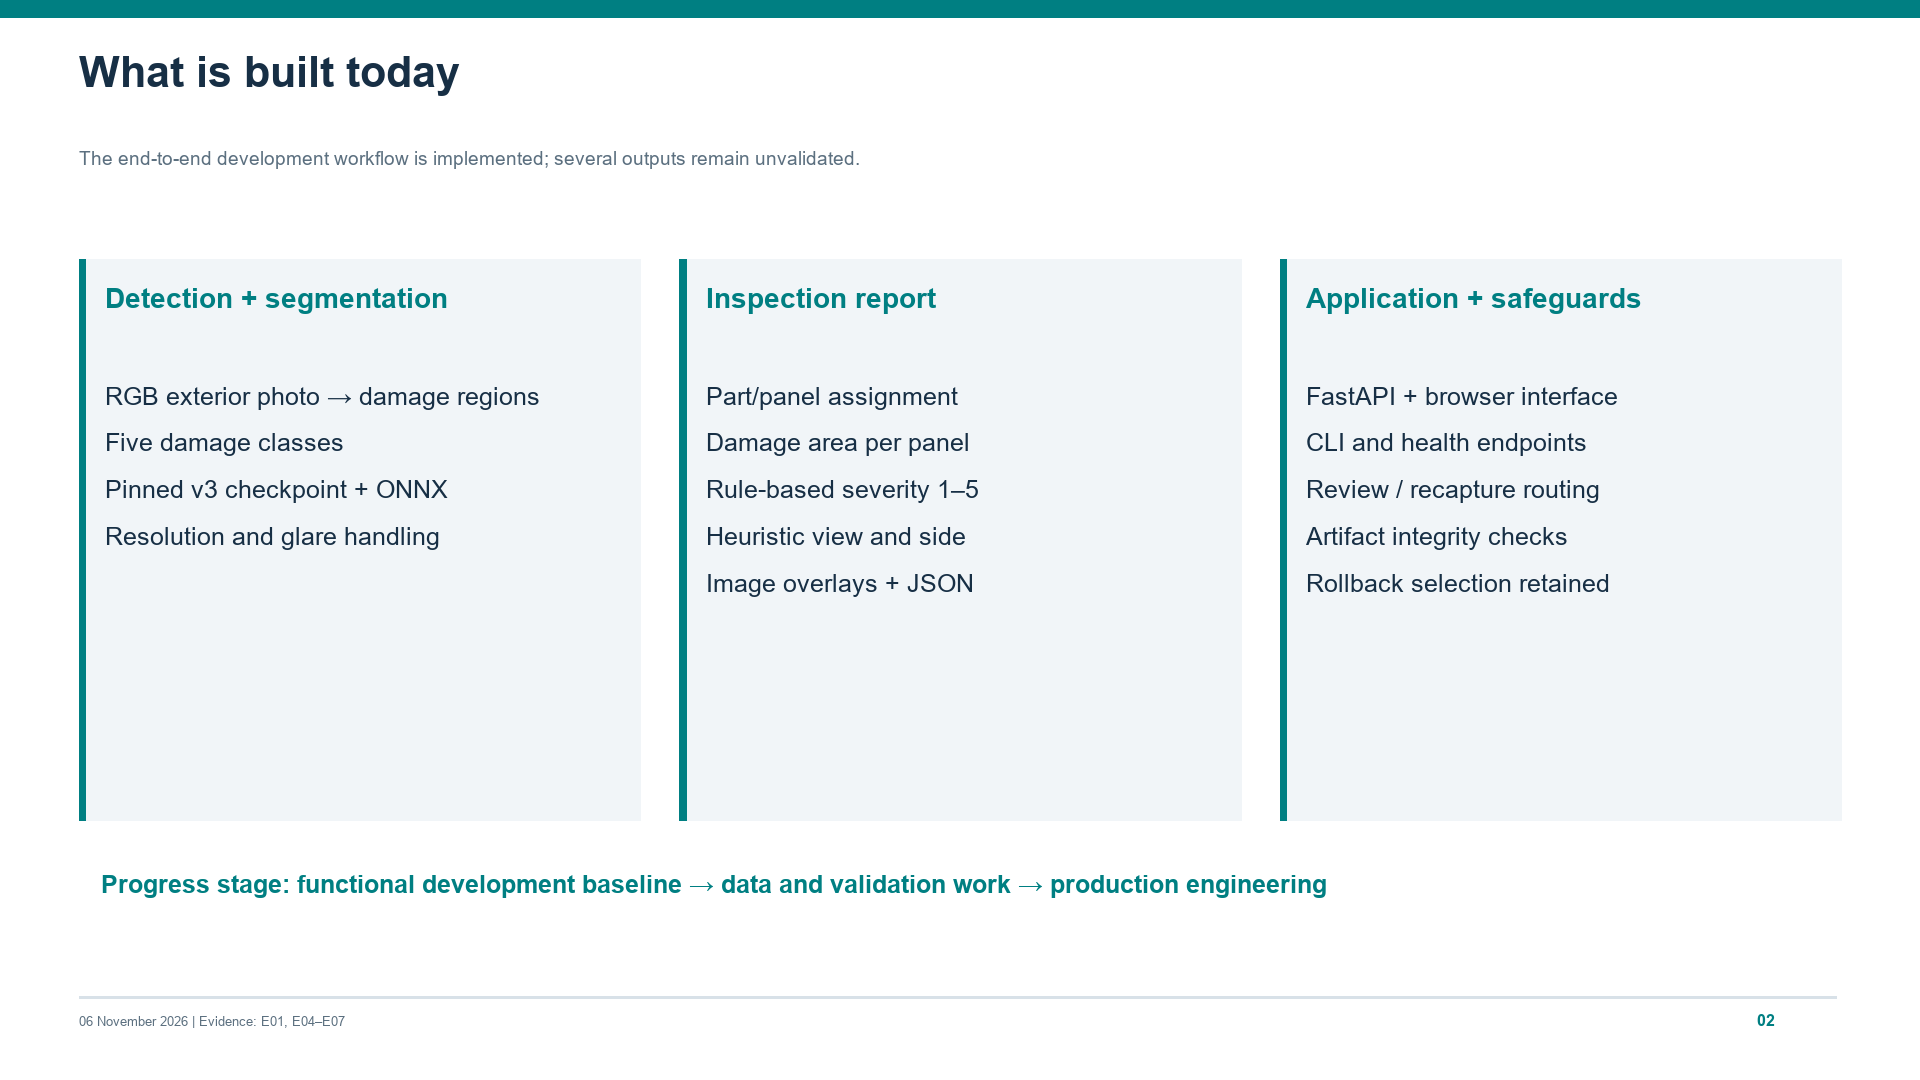 What is built today
The end-to-end development workflow is implemented; several outputs remain unvalidated.
Detection + segmentation
RGB exterior photo → damage regions
Five damage classes
Pinned v3 checkpoint + ONNX
Resolution and glare handling
Inspection report
Part/panel assignment
Damage area per panel
Rule-based severity 1–5
Heuristic view and side
Image overlays + JSON
Application + safeguards
FastAPI + browser interface
CLI and health endpoints
Review / recapture routing
Artifact integrity checks
Rollback selection retained
Progress stage: functional development baseline → data and validation work → production engineering
06 November 2026 | Evidence: E01, E04–E07
02